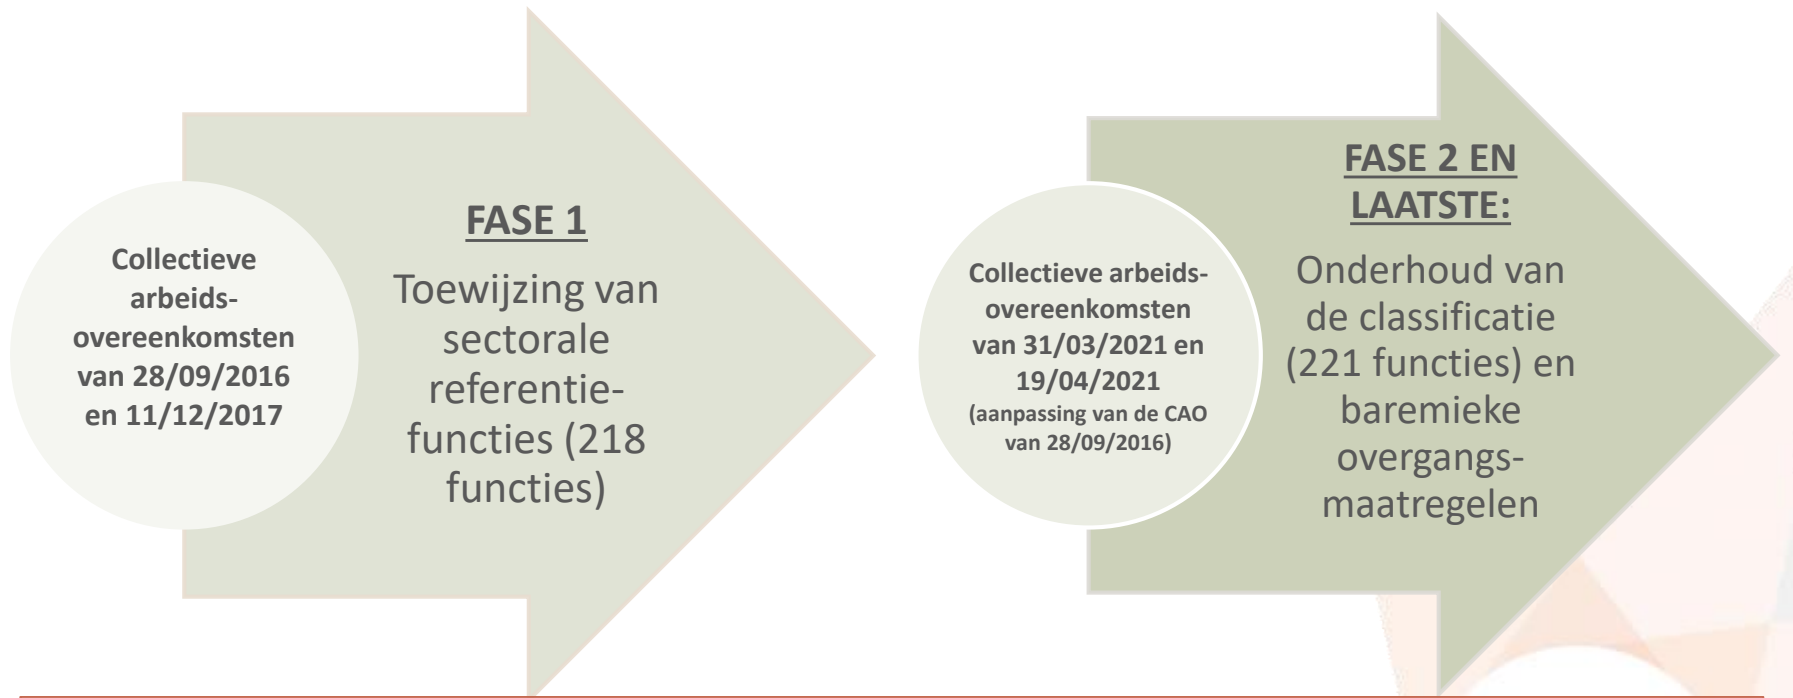 Collectieve
arbeids-
overeenkomsten
van 28/09/2016
en 11/12/2017
FASE 1
Toewijzing van
sectorale
referentie-
functies (218
functies)
Collectieve arbeids-
overeenkomsten
van 31/03/2021 en
19/04/2021
(aanpassing van de CAO
van 28/09/2016)
FASE 2 EN
LAATSTE:
Onderhoud van
de classificatie
(221 functies) en
baremieke
overgangs-
maatregelen